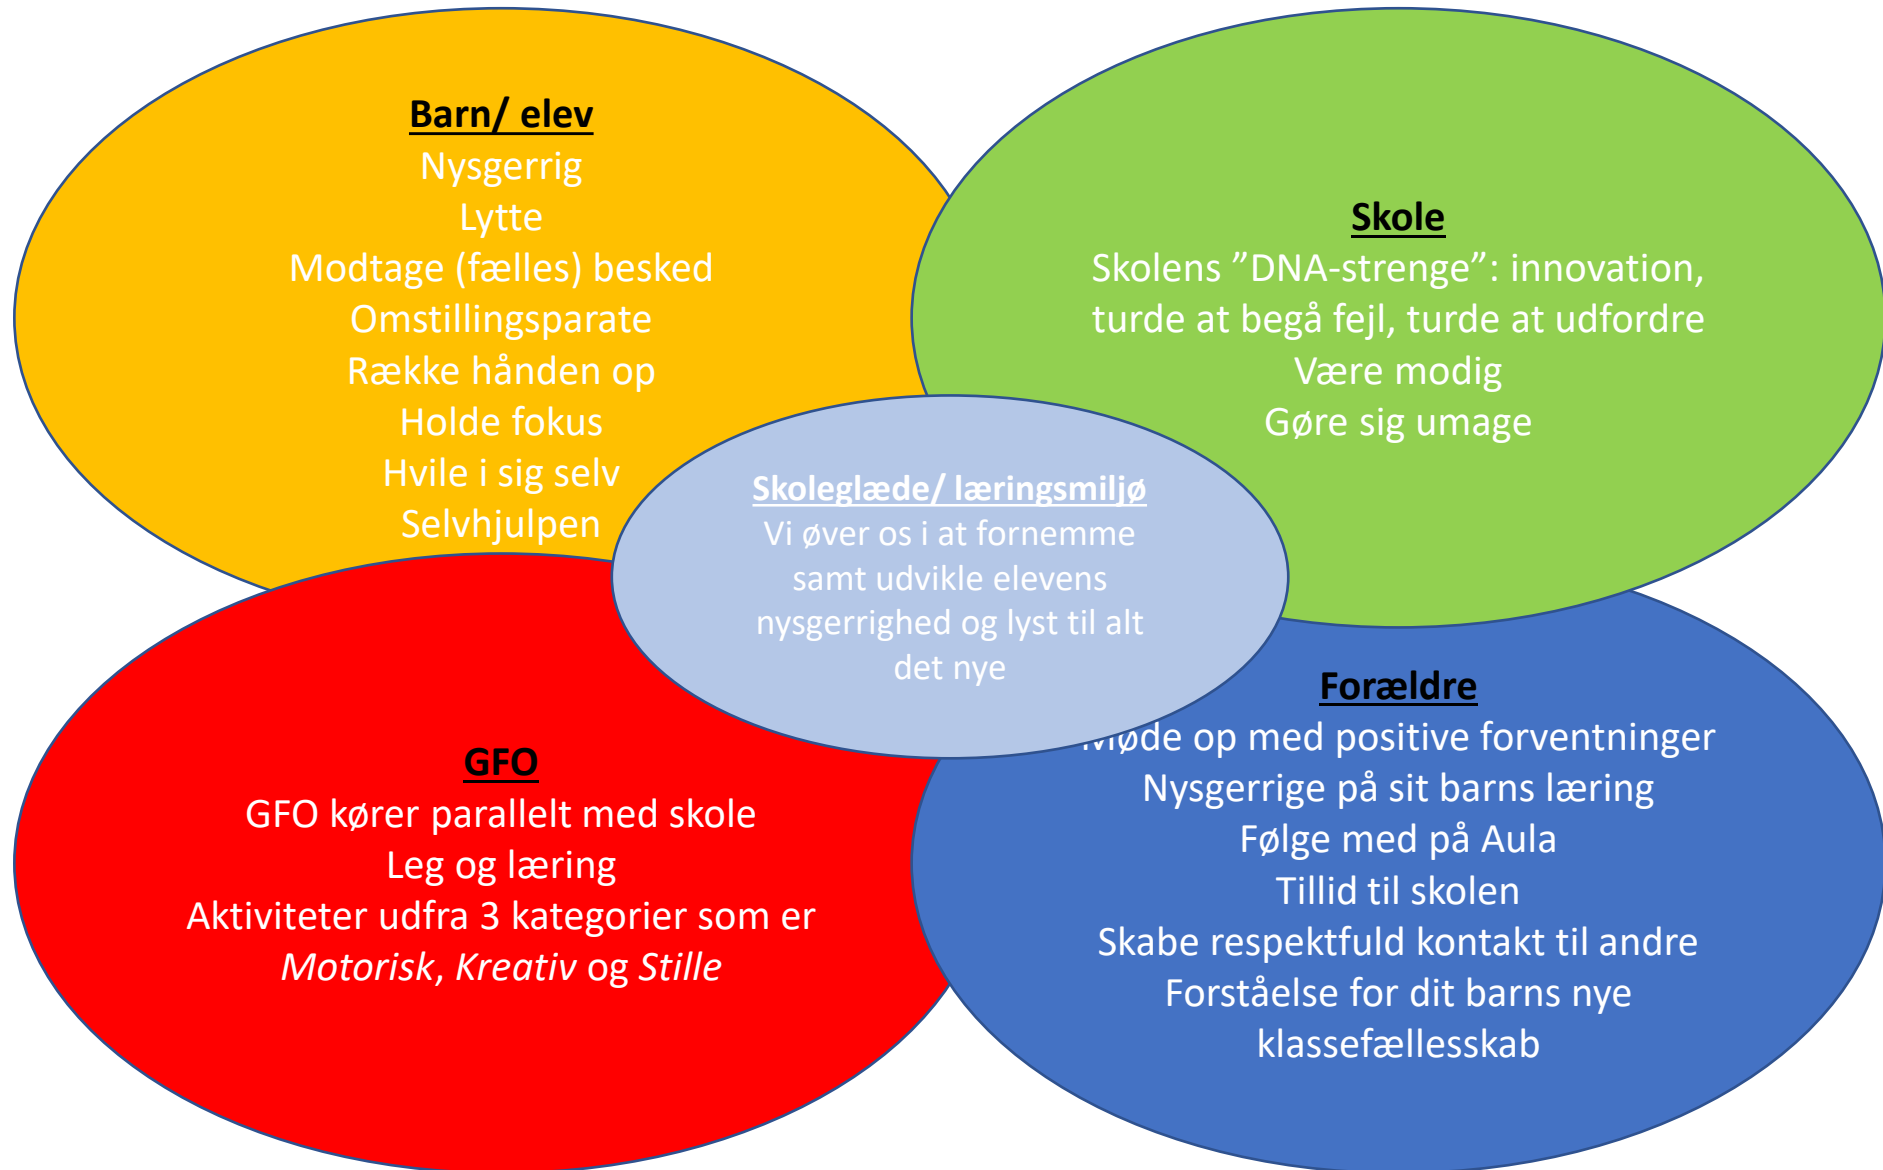 Barn/ elev
Nysgerrig
Lytte
Modtage (fælles) besked
Omstillingsparate
Række hånden op
Holde fokus
Hvile i sig selv
Selvhjulpen
Skole
Skolens ”DNA-strenge”: innovation,
turde at begå fejl, turde at udfordre
Være modig
Gøre sig umage
Skoleglæde/ læringsmiljø
Vi øver os i at fornemme
samt udvikle elevens
nysgerrighed og lyst til alt
det nye
GFO
GFO kører parallelt med skole
Leg og læring
Aktiviteter udfra 3 kategorier som er
Motorisk, Kreativ og Stille
Forældre
Møde op med positive forventninger
Nysgerrige på sit barns læring
Følge med på Aula
Tillid til skolen
Skabe respektfuld kontakt til andre
Forståelse for dit barns nye
klassefællesskab